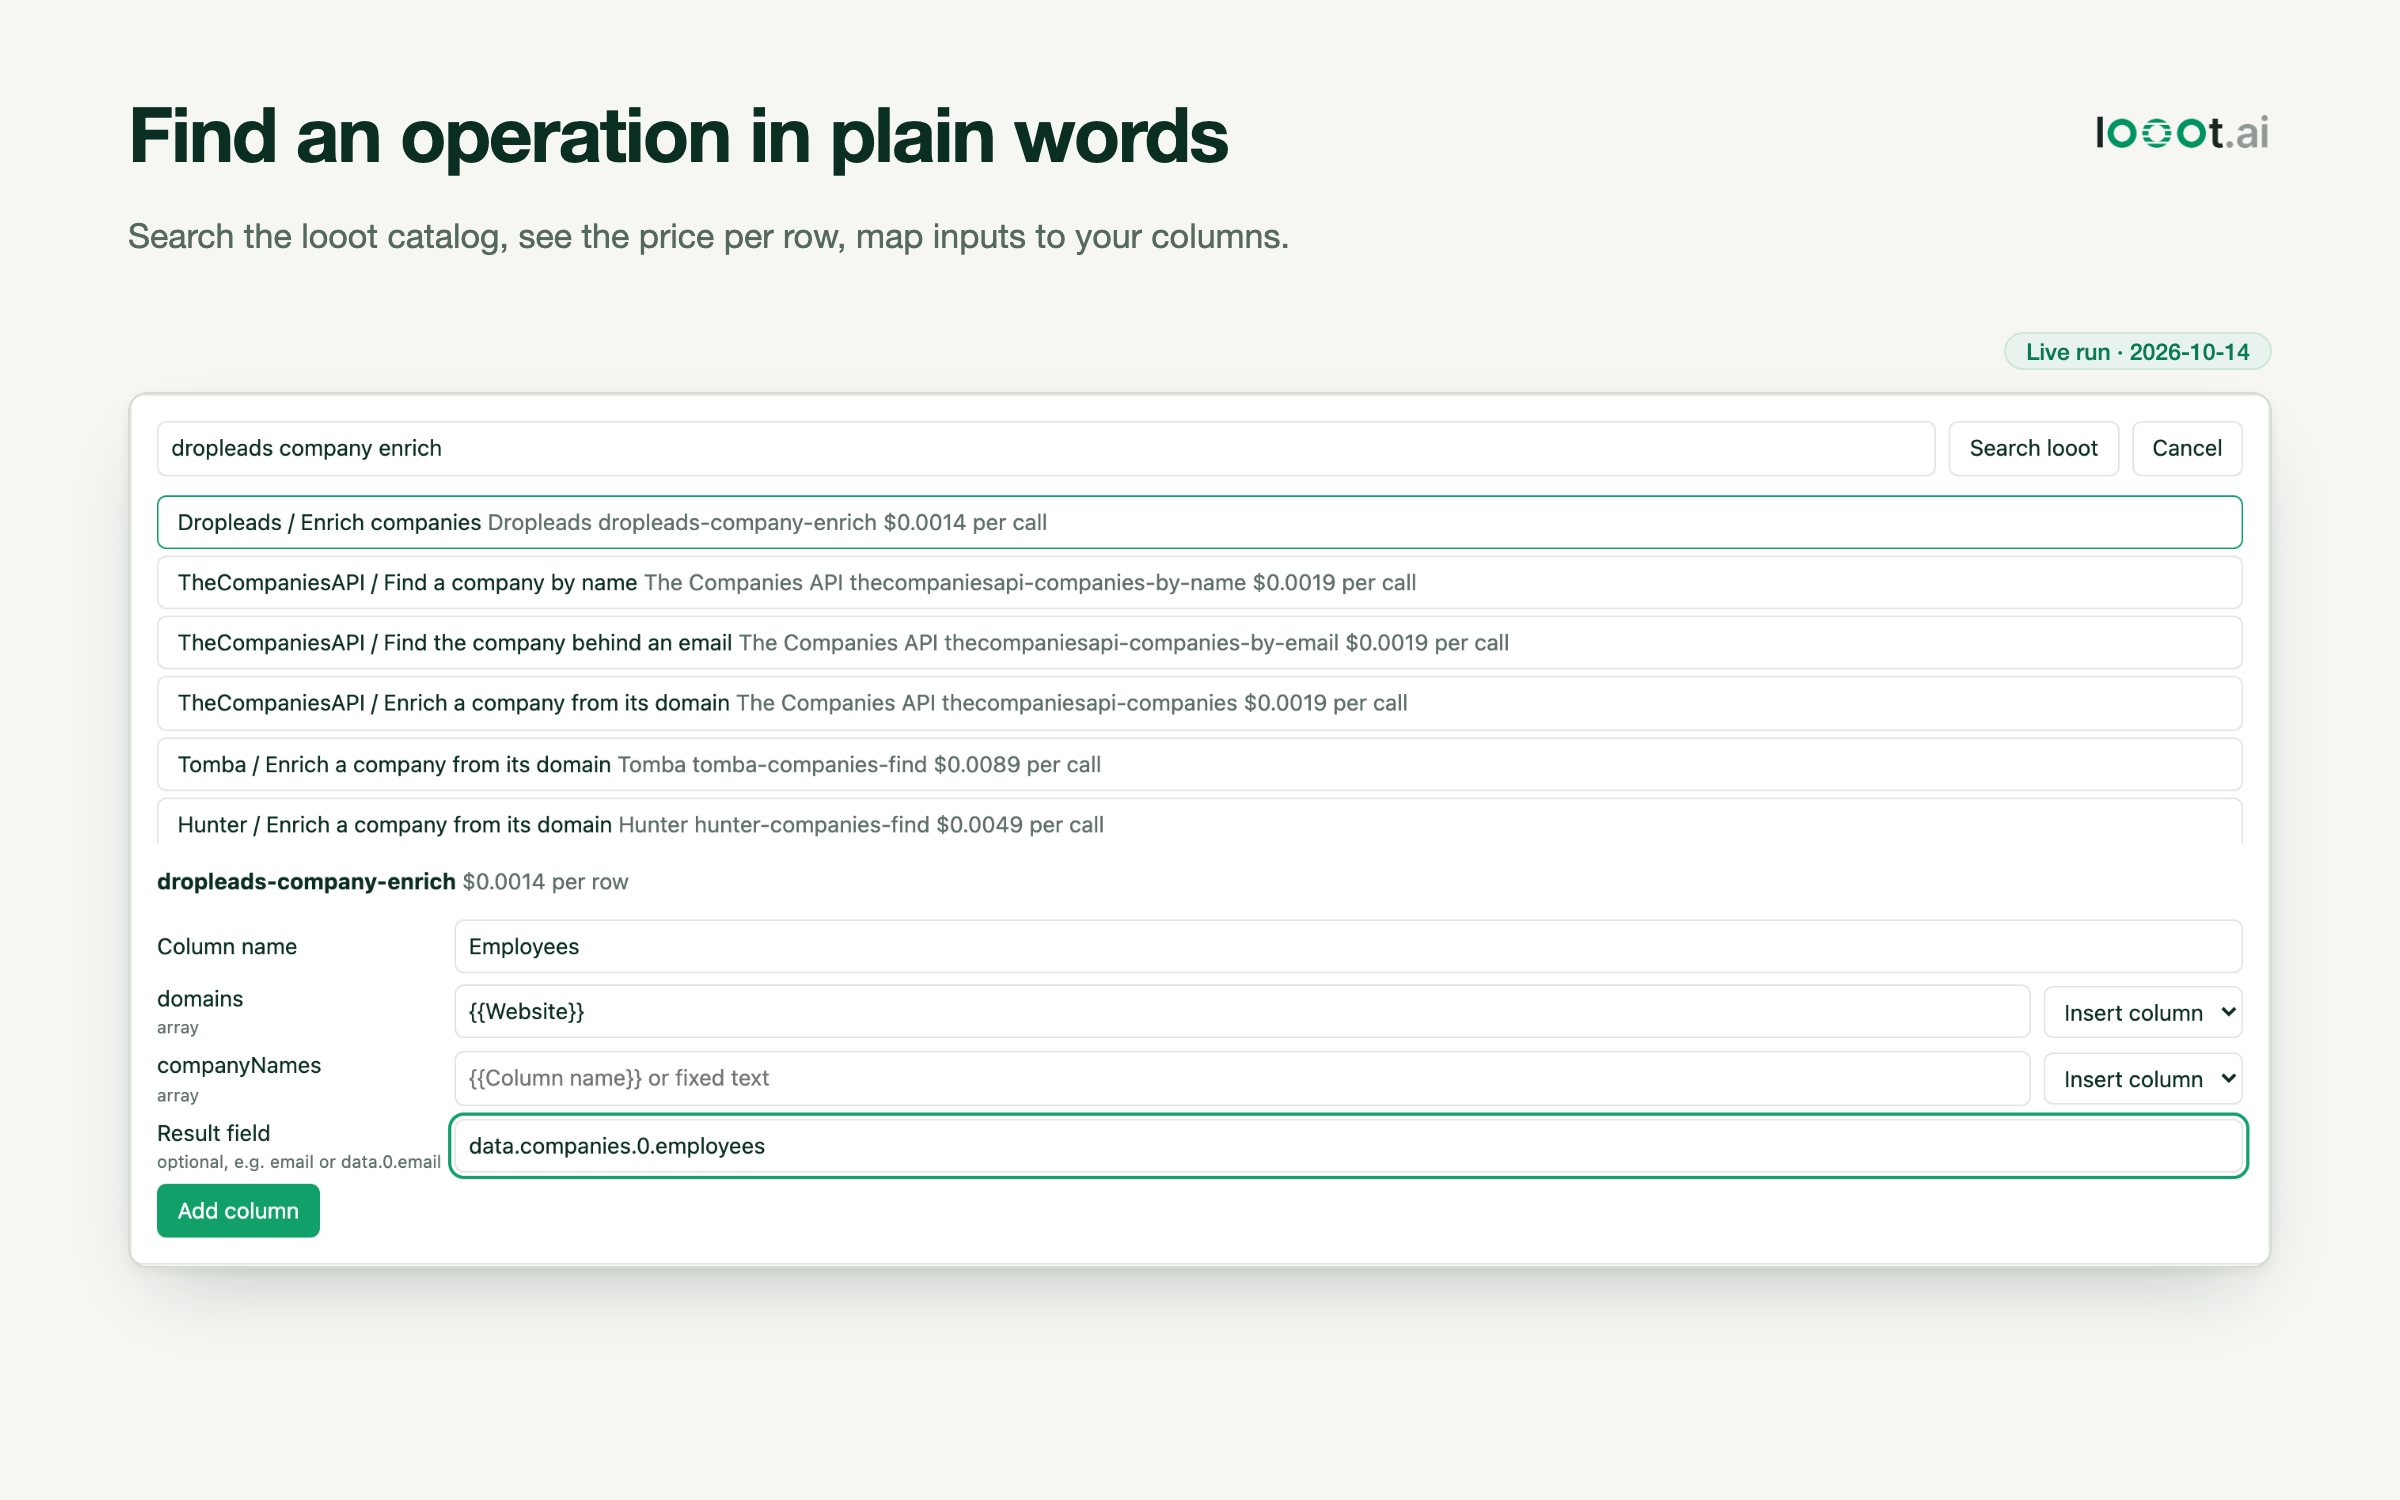 Find an operation in plain words
looot.ai
Search the looot catalog, see the price per row, map inputs to your columns.
Live run · 2026-10-14
dropleads company enrich
Search looot
Cancel
Dropleads / Enrich companies Dropleads dropleads-company-enrich $0.0014 per call
TheCompaniesAPI / Find a company by name The Companies API thecompaniesapi-companies-by-name $0.0019 per call
TheCompaniesAPI / Find the company behind an email The Companies API thecompaniesapi-companies-by-email $0.0019 per call
TheCompaniesAPI / Enrich a company from its domain The Companies API thecompaniesapi-companies $0.0019 per call
Tomba / Enrich a company from its domain Tomba tomba-companies-find $0.0089 per call
Hunter / Enrich a company from its domain Hunter hunter-companies-find $0.0049 per call
dropleads-company-enrich $0.0014 per row
Column name
Employees
domains
array
{{Website}}
Insert column
companyNames
array
{{Column name}} or fixed text
Insert column
Result field
optional, e.g. email or data.0.email
data.companies.0.employees
Add column